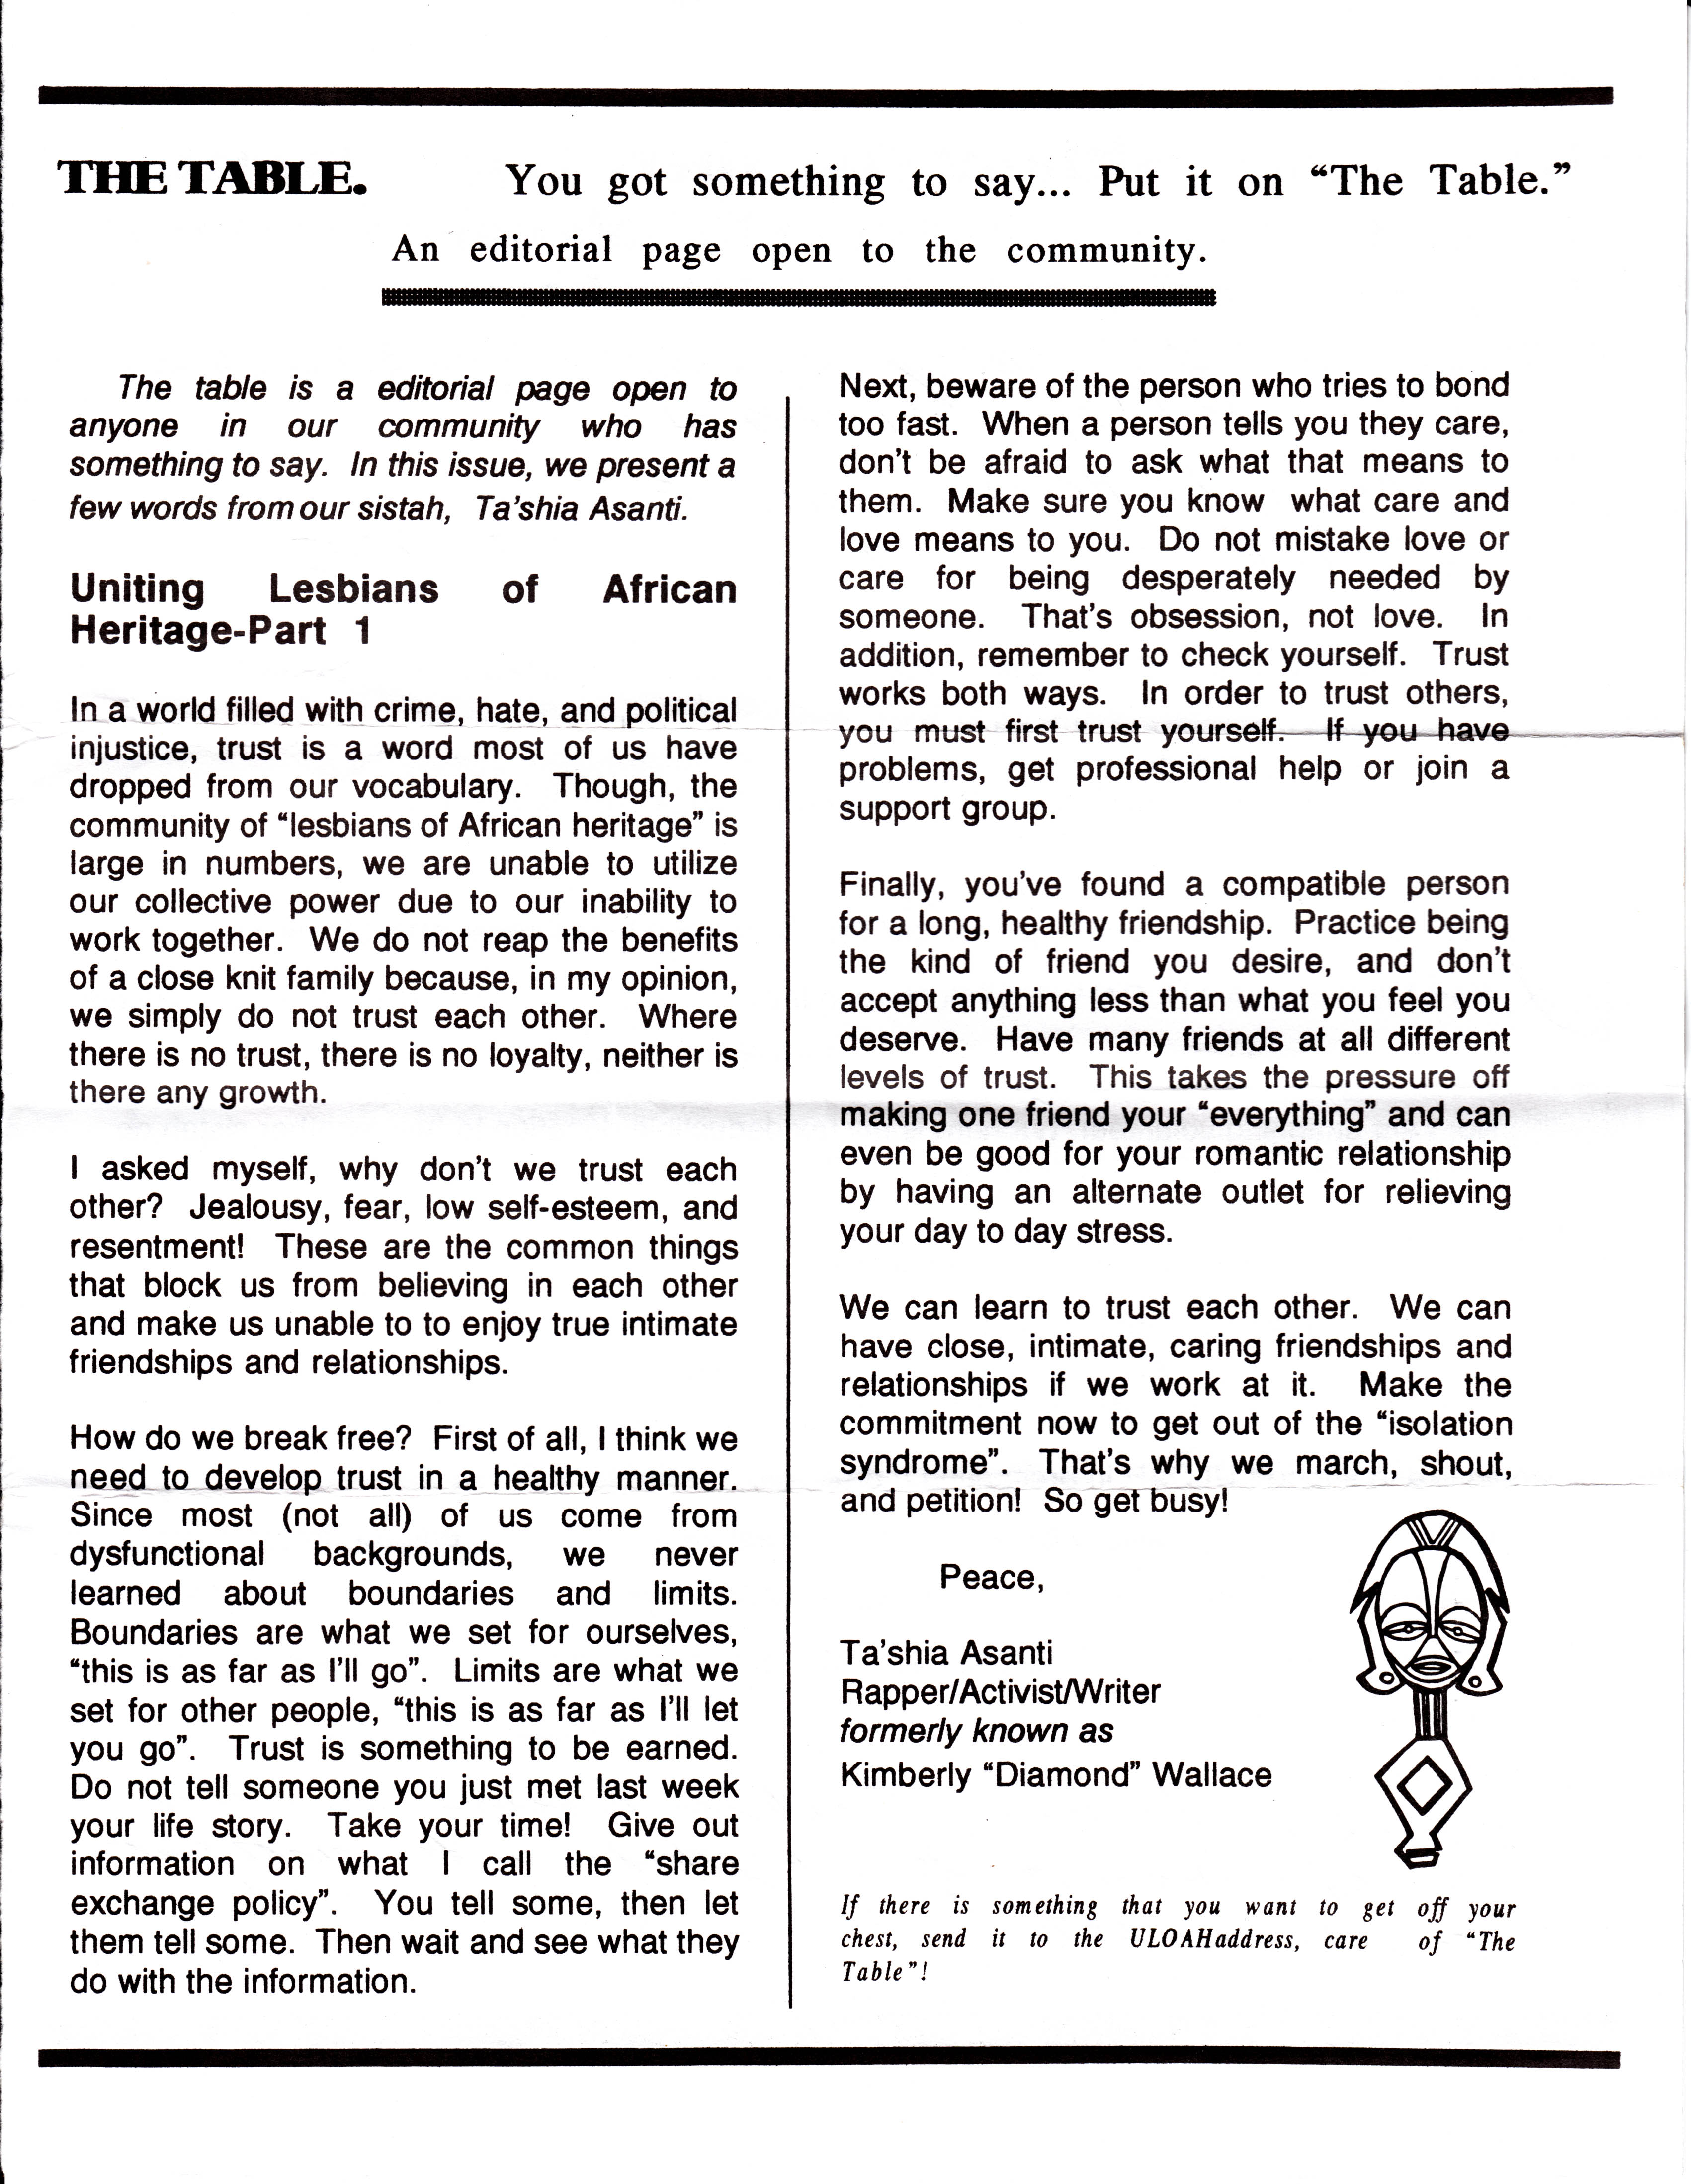 THE TABLE. You got something to say... Put it on “The Table.”
An editorial page open to the community.
The table is a editorial page open to
anyone in our community who has
something to say. In this issue, we present a
few words from our sistah, Ta'shia Asanti.
Uniting Lesbians of African
Heritage-Part 1
In a world filled with crime, hate, and political
injustice, trust is a word most of us have
dropped from our vocabulary. Though, the
community of “lesbians of African heritage” is
large in numbers, we are unable to utilize
our collective power due to our inability to
work together. We do not reap the benefits
of a close knit family because, in my opinion,
we simply do not trust each other. Where
there is no trust, there is no loyalty, neither is
there any growth.
I asked myself, why don't we trust each
other? Jealousy, fear, low self-esteem, and
resentment! These are the common things
that block us from believing in each other
and make us unable to to enjoy true intimate
friendships and relationships.
How do we break free? First of all, I think we
need to develop trust in a healthy manner.
Since most (not all) of us come from
dysfunctional backgrounds, we never
learned about boundaries and limits.
Boundaries are what we set for ourselves,
“this is as far as I'll go”. Limits are what we
set for other people, “this is as far as I'll let
you go”. Trust is something to be earned.
Do not tell someone you just met last week
your life story. Take your time! Give out
information on what I call the “share
exchange policy”. You tell some, then let
them tell some. Then wait and see what they
do with the information.
Next, beware of the person who tries to bond
too fast. When a person tells you they care,
don't be afraid to ask what that means to
them. Make sure you know what care and
love means to you. Do not mistake love or
care for being desperately needed by
someone. That's obsession, not love. In
addition, remember to check yourself. Trust
works both ways. In order to trust others,
you must first trust yourself. If you have
problems, get professional help or join a
support group.
Finally, you've found a compatible person
for a long, healthy friendship. Practice being
the kind of friend you desire, and don't
accept anything less than what you feel you
deserve. Have many friends at all different
levels of trust. This takes the pressure off
making one friend your “everything” and can
even be good for your romantic relationship
by having an alternate outlet for relieving
your day to day stress.
We can learn to trust each other. We can
have close, intimate, caring friendships and
relationships if we work at it. Make the
commitment now to get out of the “isolation
syndrome”. That's why we march, shout,
and petition! So get busy!
Peace,
Ta'shia Asanti
Rapper/Activist/Writer
formerly known as
Kimberly “Diamond” Wallace
If there is something that you want to get off your
chest, send it to the ULOAHaddress, care of “The
Table”!